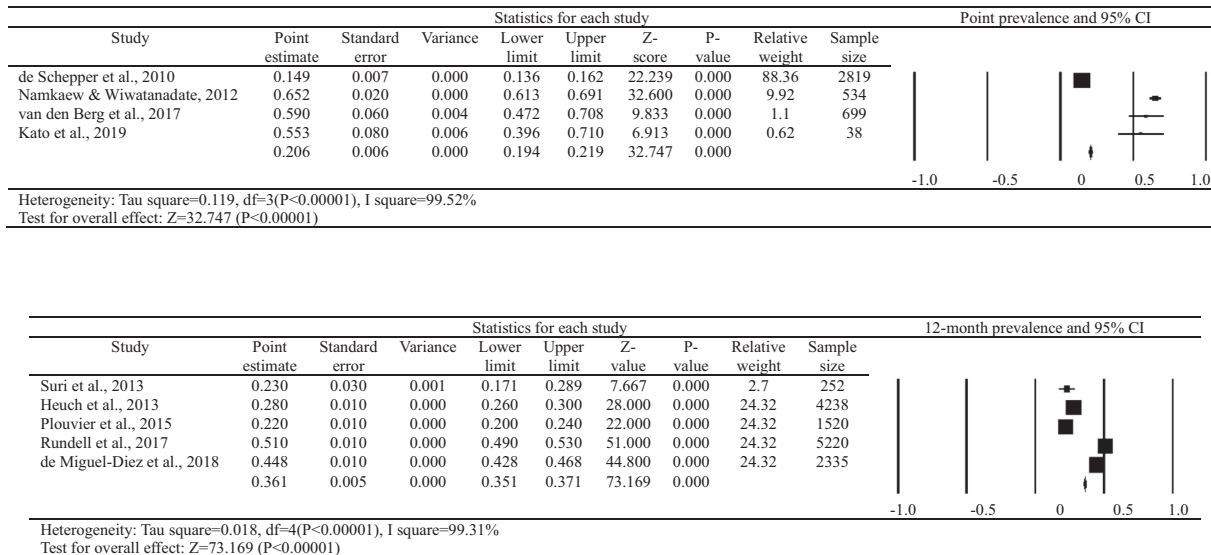 Statistics for each study Point prevalence and 95% CI
Study Point estimate Standard error Variance Lower limit Upper limit Z-score P-value Relative weight Sample size
de Schepper et al., 2010 0.149 0.007 0.000 0.136 0.162 22.239 0.000 88.36 2819
Namkaew & Wiwatanadate, 2012 0.652 0.020 0.000 0.613 0.691 32.600 0.000 9.92 534
van den Berg et al., 2017 0.590 0.060 0.004 0.472 0.708 9.833 0.000 1.1 699
Kato et al., 2019 0.553 0.080 0.006 0.396 0.710 6.913 0.000 0.62 38
0.206 0.006 0.000 0.194 0.219 32.747 0.000
-1.0 -0.5 0 0.5 1.0
Heterogeneity: Tau square=0.119, df=3(P<0.00001), I square=99.52%
Test for overall effect: Z=32.747 (P<0.00001)
Statistics for each study 12-month prevalence and 95% CI
Study Point estimate Standard error Variance Lower limit Upper limit Z-value P-value Relative weight Sample size
Suri et al., 2013 0.230 0.030 0.001 0.171 0.289 7.667 0.000 2.7 252
Heuch et al., 2013 0.280 0.010 0.000 0.260 0.300 28.000 0.000 24.32 4238
Plouvier et al., 2015 0.220 0.010 0.000 0.200 0.240 22.000 0.000 24.32 1520
Rundell et al., 2017 0.510 0.010 0.000 0.490 0.530 51.000 0.000 24.32 5220
de Miguel-Diez et al., 2018 0.448 0.010 0.000 0.428 0.468 44.800 0.000 24.32 2335
0.361 0.005 0.000 0.351 0.371 73.169 0.000
-1.0 -0.5 0 0.5 1.0
Heterogeneity: Tau square=0.018, df=4(P<0.00001), I square=99.31%
Test for overall effect: Z=73.169 (P<0.00001)